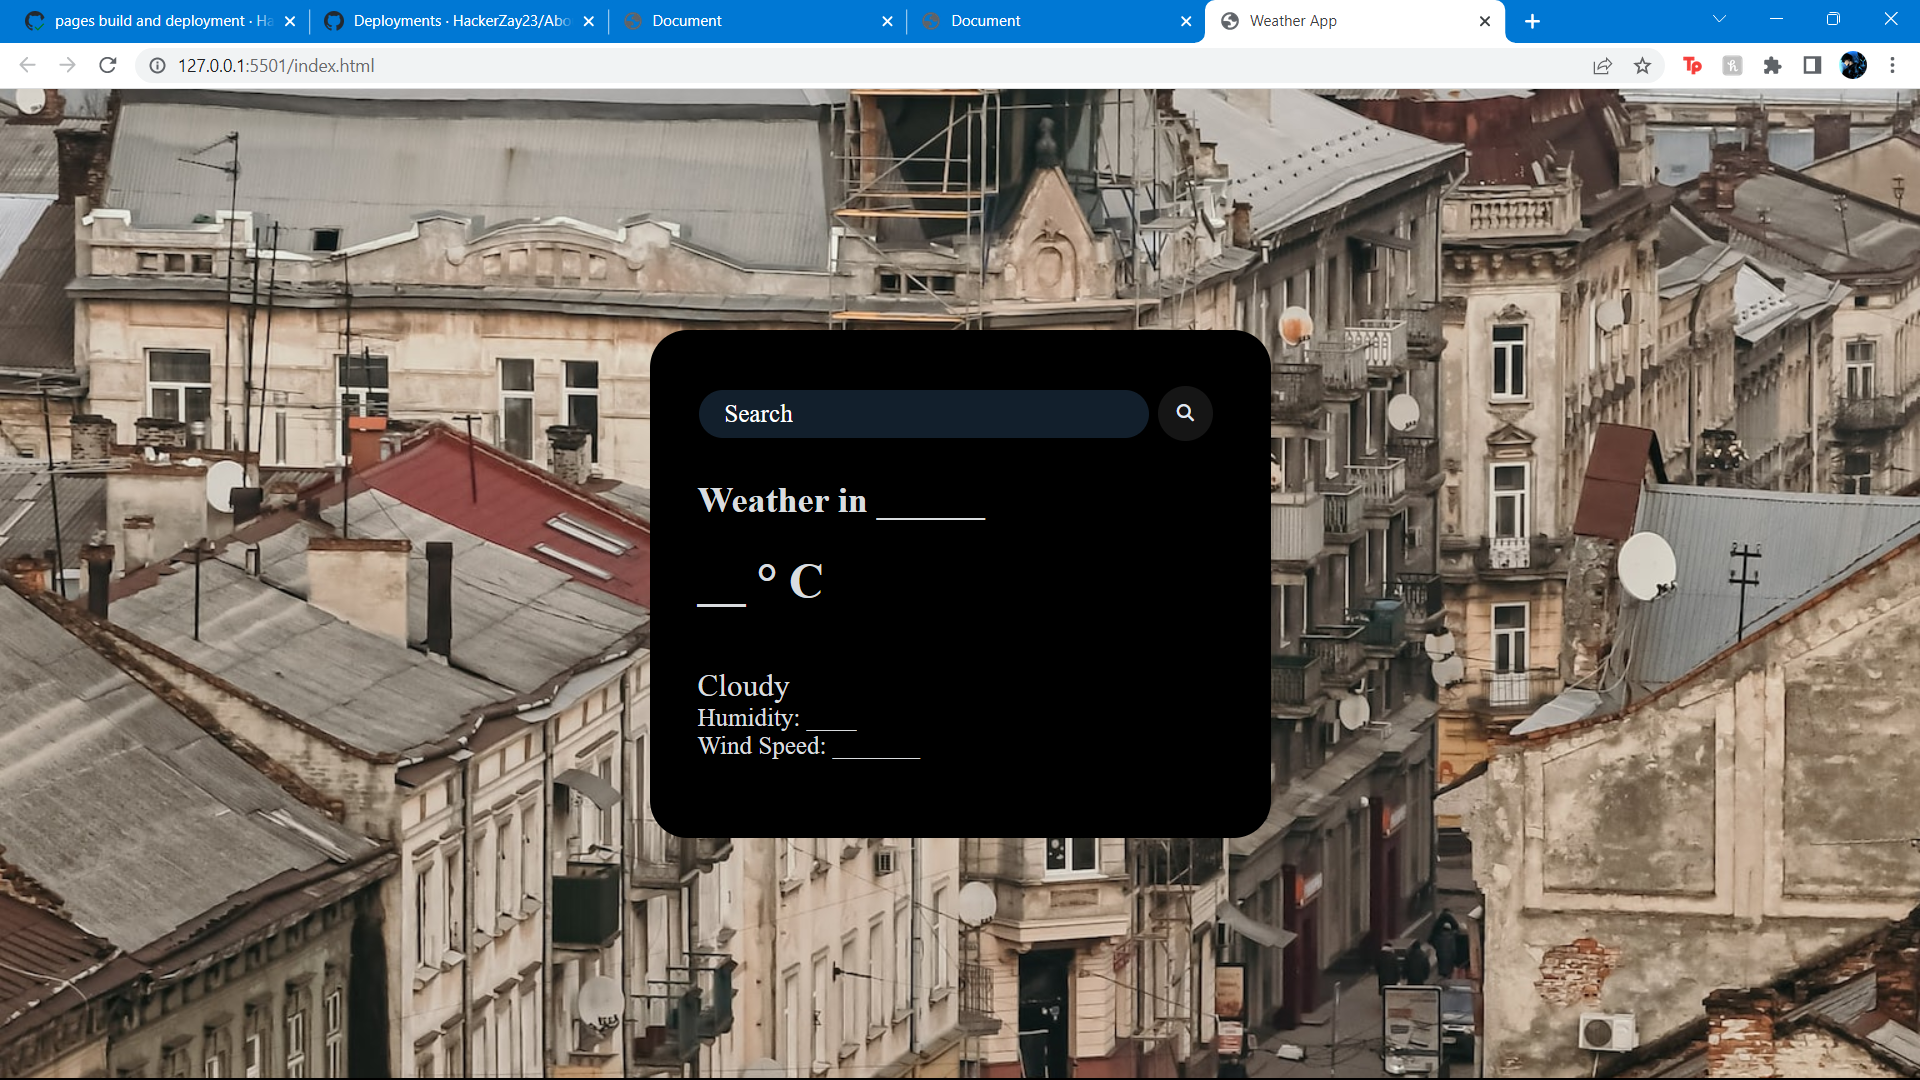 pages build and deployment · Ha
Deployments · HackerZay23/Abo
Document
Document
Weather App
127.0.0.1:5501/index.html
Tp
Search
Weather in ______
__ ° C
Cloudy
Humidity: ____
Wind Speed: _______